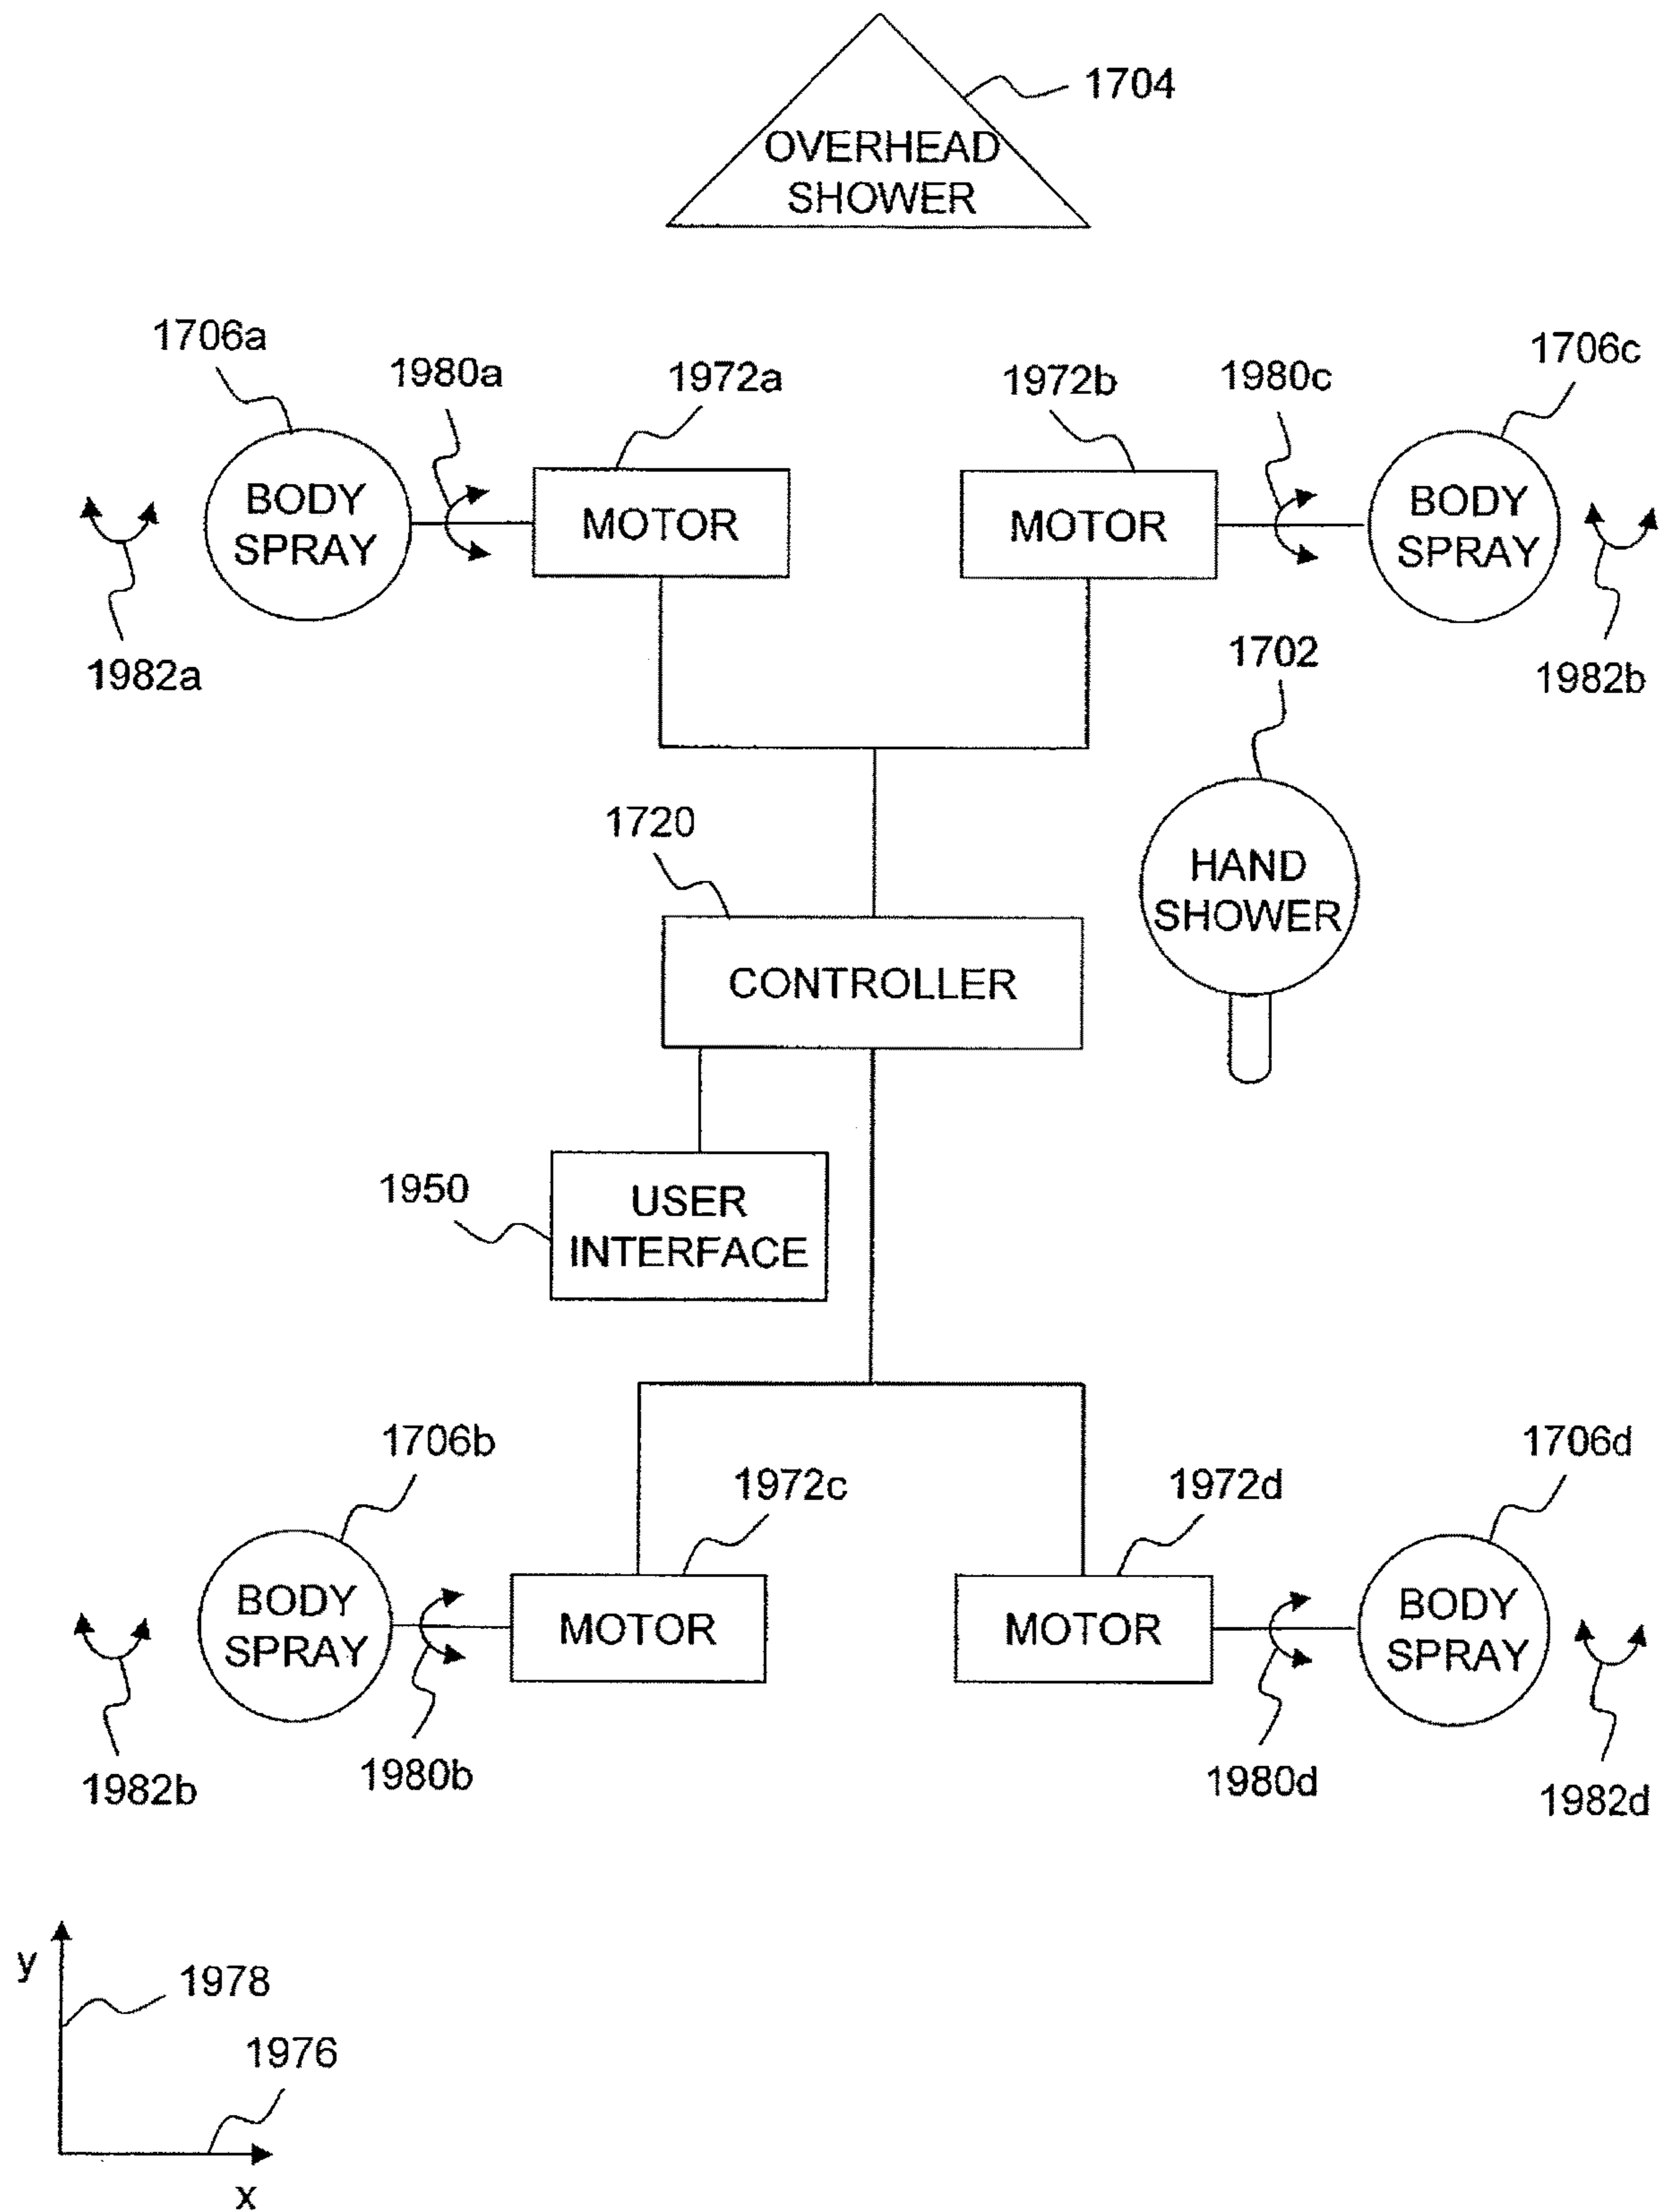 1704
OVERHEAD
SHOWER
1706a
1980a
1972a
1972b
1980c
1706c
BODY
SPRAY
MOTOR
MOTOR
BODY
SPRAY
1982a
1702
1982b
1720
HAND
SHOWER
CONTROLLER
1950
USER
INTERFACE
1706b
1972c
1972d
1706d
BODY
SPRAY
MOTOR
MOTOR
BODY
SPRAY
1982b
1980b
1980d
1982d
y
1978
1976
x